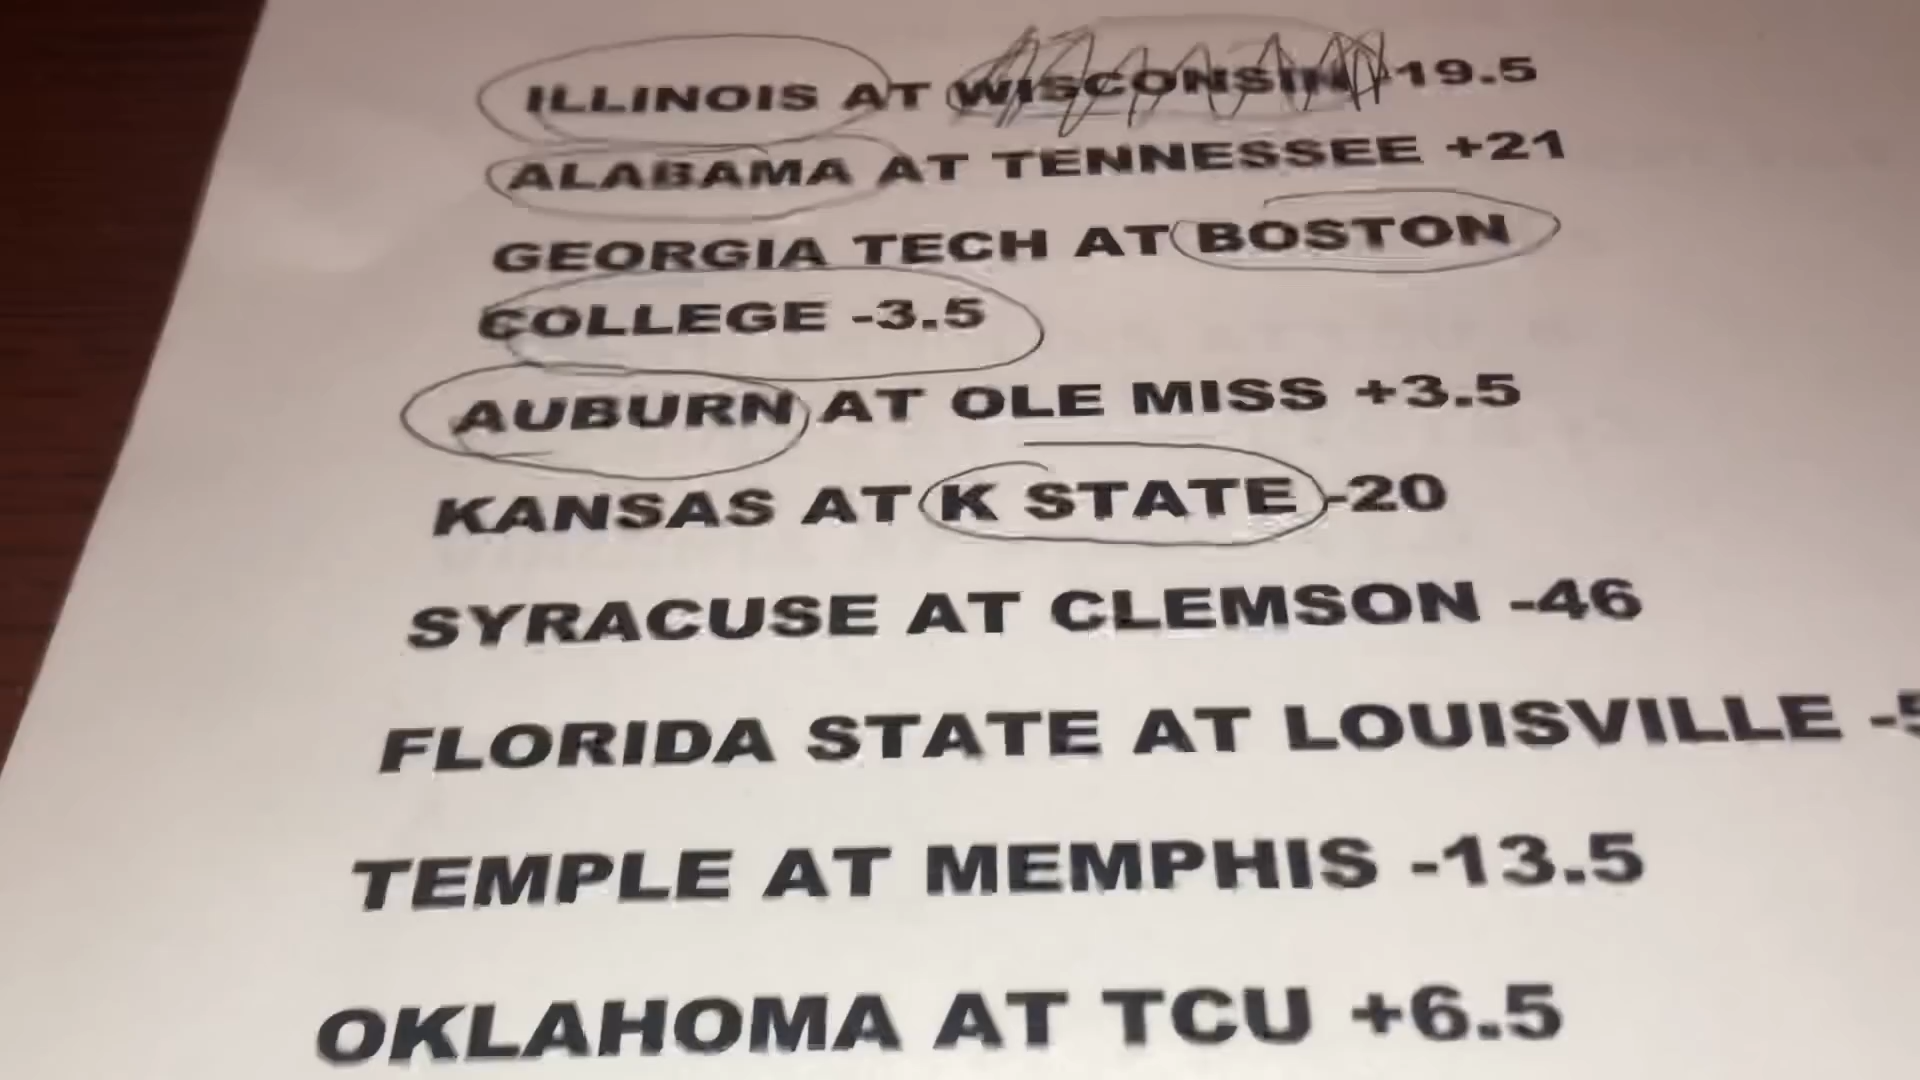 ILLINOIS AT WISCONSIN -19.5
ALABAMA AT TENNESSEE +21
GEORGIA TECH AT BOSTON
COLLEGE -3.5
AUBURN AT OLE MISS +3.5
KANSAS AT K STATE -20
SYRACUSE AT CLEMSON -46
FLORIDA STATE AT LOUISVILLE
TEMPLE AT MEMPHIS -13.5
OKLAHOMA AT TCU +6.5